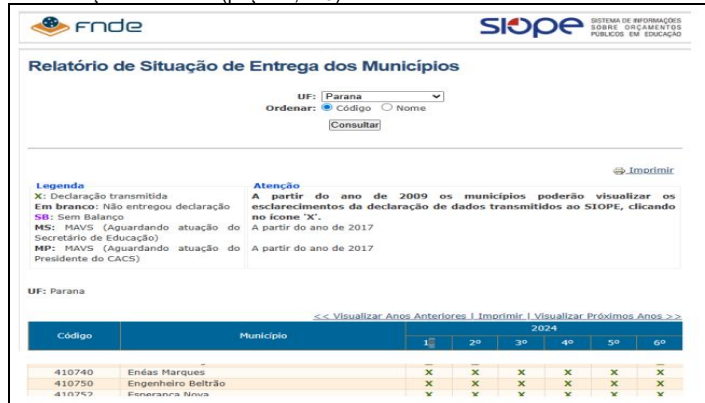 fnde
siope SISTEMA DE INFORMAÇÕES
SOBRE ORÇAMENTOS
PÚBLICOS EM EDUCAÇÃO
Relatório de Situação de Entrega dos Municípios
UF: Parana
Ordenar: Código Nome
Consultar
Imprimir
Legenda
X: Declaração transmitida
Em branco: Não entregou declaração
SB: Sem Balanço
MS: MAVS (Aguardando atuação do
Secretário de Educação)
MP: MAVS (Aguardando atuação do
Presidente do CACS)
Atenção
A partir do ano de 2009 os municípios poderão visualizar os
esclarecimentos da declaração de dados transmitidos ao SIOPE, clicando
no ícone 'X'.
A partir do ano de 2017
A partir do ano de 2017
UF: Parana
<< Visualizar Anos Anteriores | Imprimir | Visualizar Próximos Anos >>
Código Município 2024
1º 2º 3º 4º 5º 6º
410740 Enéas Marques X X X X X X
410750 Engenheiro Beltrão X X X X X X
410752 Esperança Nova X X X X X X